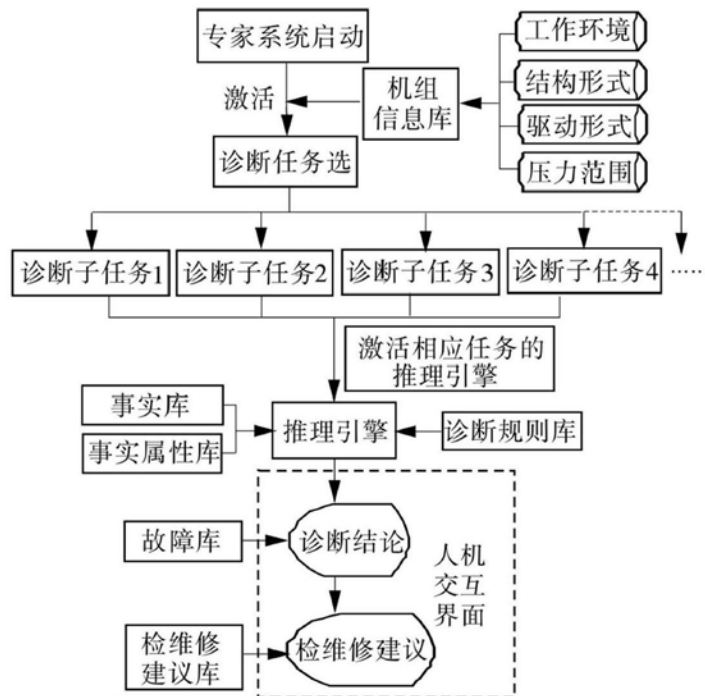 专家系统启动
工作环境
激活
机组
信息库
结构形式
驱动形式
诊断任务选
压力范围
诊断子任务1
诊断子任务2
诊断子任务3
诊断子任务4
·····
激活相应任务的
推理引擎
事实库
事实属性库
推理引擎
诊断规则库
故障库
诊断结论
人机
交互
界面
检维修
建议库
检维修建议